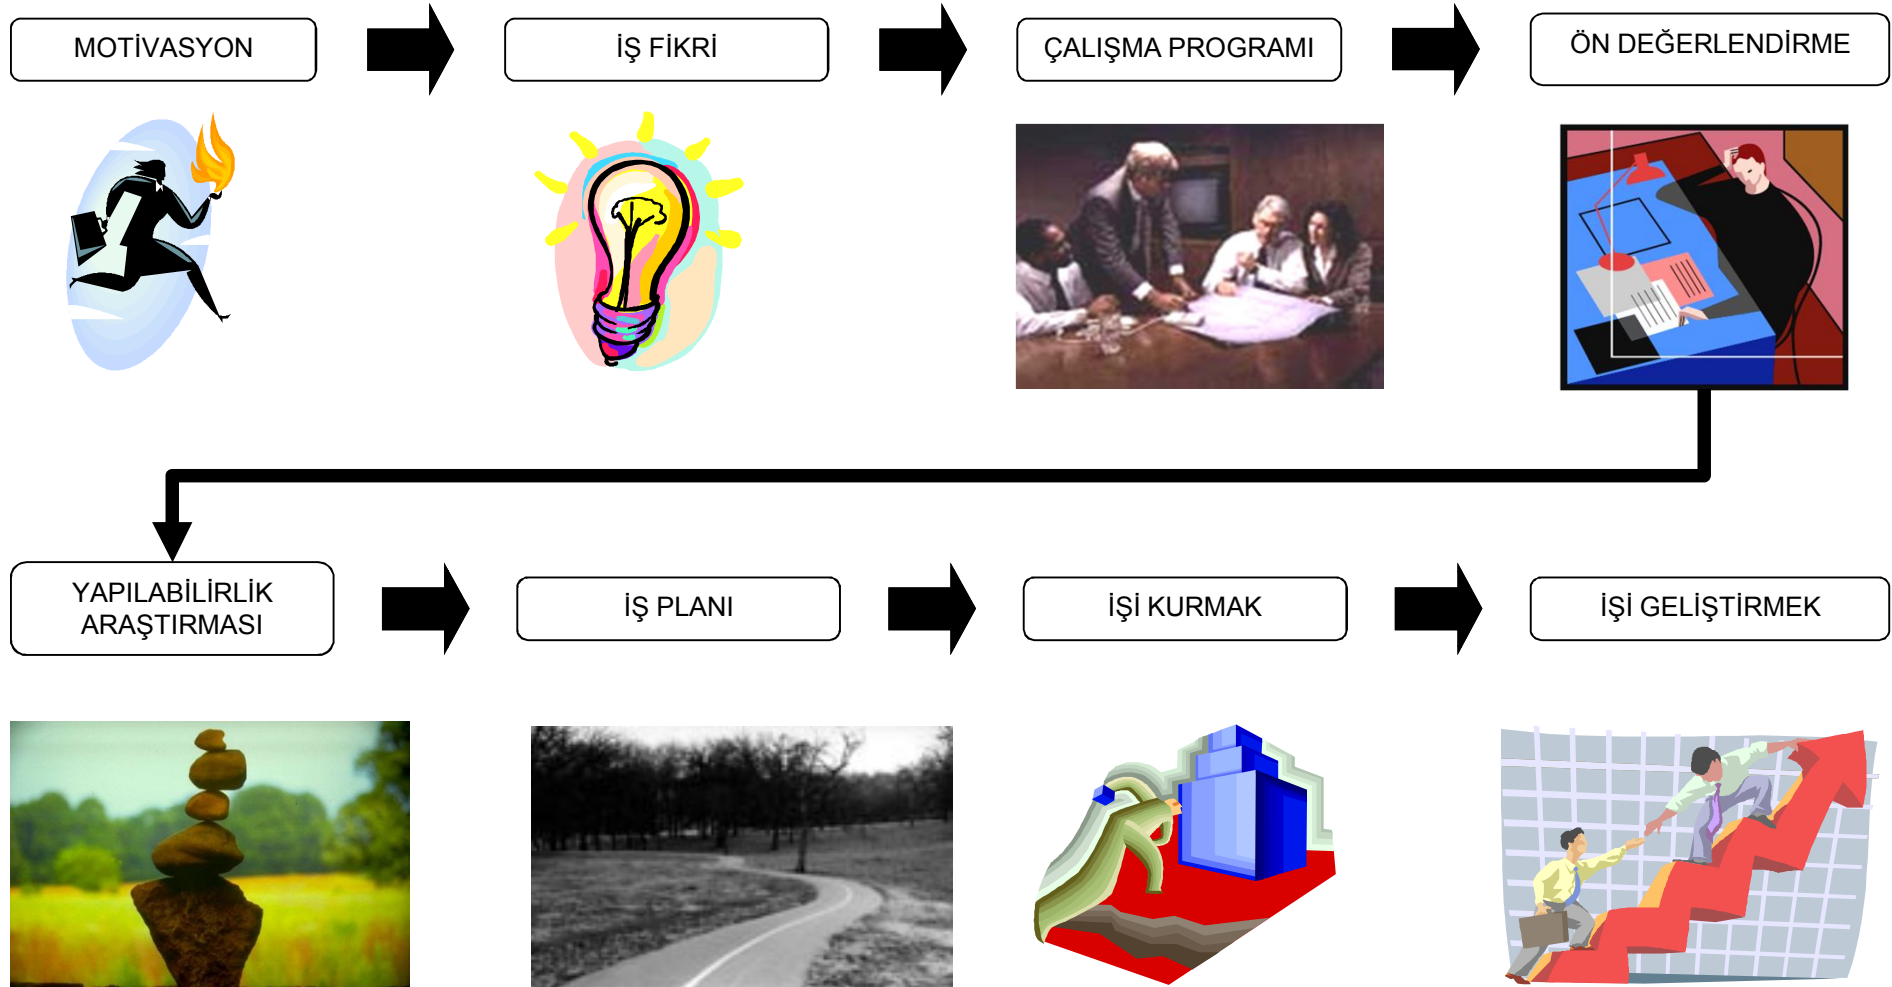 MOTİVASYON
İŞ FİKRİ
ÇALIŞMA PROGRAMI
ÖN DEĞERLENDİRME
YAPILABİLİRLİK
ARAŞTIRMASI
İŞ PLANI
İŞİ KURMAK
İŞİ GELİŞTİRMEK